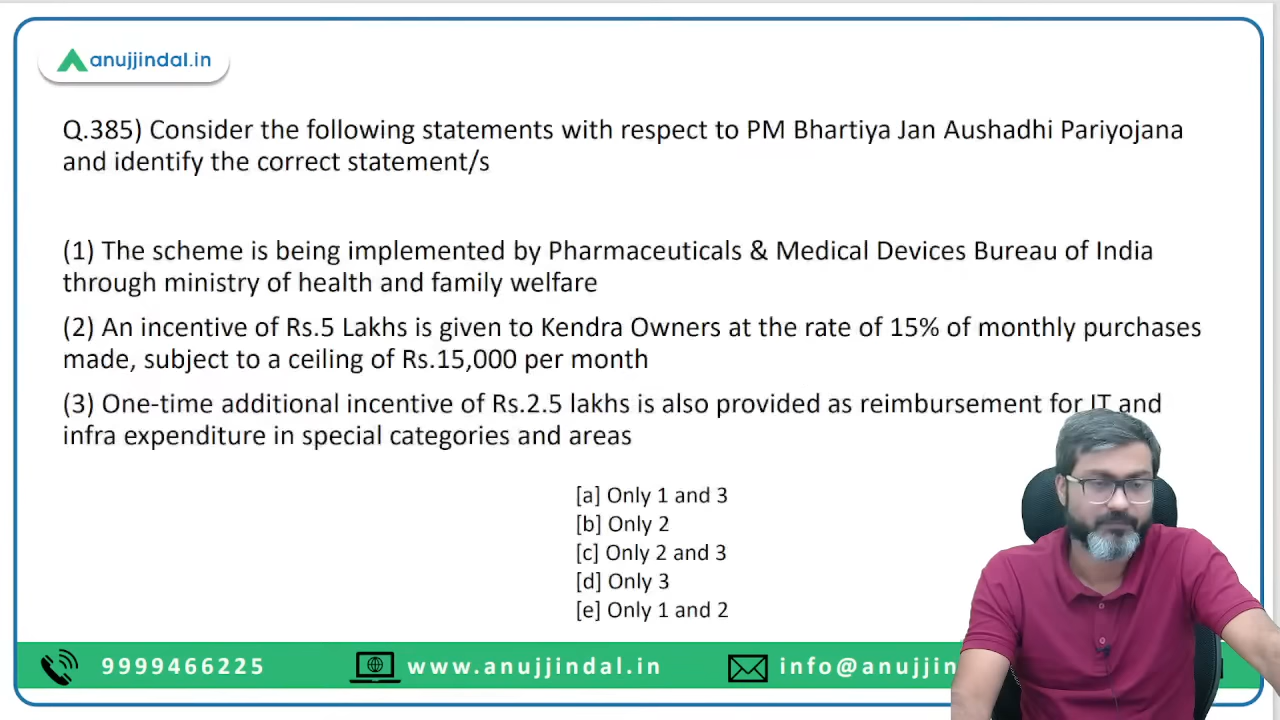 anujjindal.in
Q.385) Consider the following statements with respect to PM Bhartiya Jan Aushadhi Pariyojana
and identify the correct statement/s
(1) The scheme is being implemented by Pharmaceuticals & Medical Devices Bureau of India
through ministry of health and family welfare
(2) An incentive of Rs.5 Lakhs is given to Kendra Owners at the rate of 15% of monthly purchases
made, subject to a ceiling of Rs.15,000 per month
(3) One-time additional incentive of Rs.2.5 lakhs is also provided as reimbursement for IT and
infra expenditure in special categories and areas
[a] Only 1 and 3
[b] Only 2
[c] Only 2 and 3
[d] Only 3
[e] Only 1 and 2
9999466225 www.anujjindal.in info@anujjin